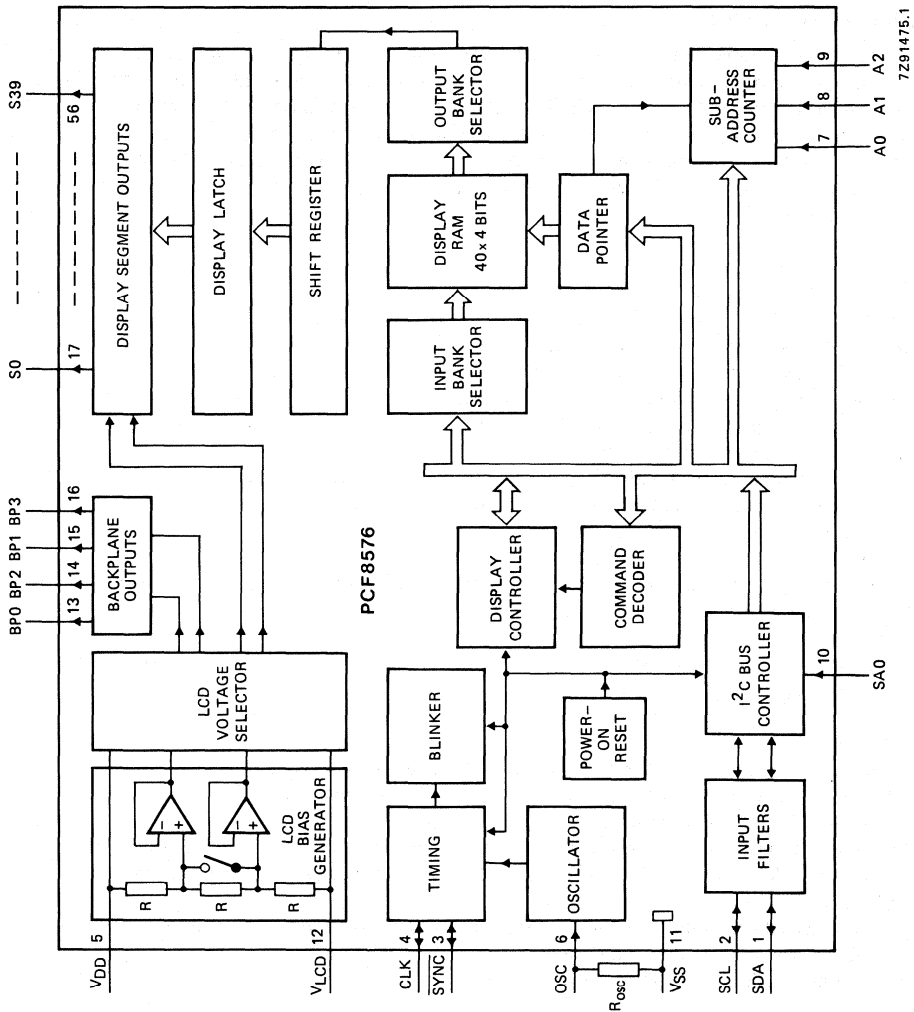 S39
S0
BP3
BP1
BP2
BP0
56
17
16
15
14
13
DISPLAY SEGMENT OUTPUTS
DISPLAY LATCH
SHIFT REGISTER
BACKPLANE
OUTPUTS
LCD
VOLTAGE
SELECTOR
LCD
BIAS
GENERATOR
R
R
R
–
+
–
+
5
VDD
12
VLCD
PCF8576
OUTPUT
BANK
SELECTOR
DISPLAY
RAM
40 x 4 BITS
INPUT
BANK
SELECTOR
DATA
POINTER
SUB–
ADDRESS
COUNTER
9
A2
8
A1
7
A0
7Z91475.1
DISPLAY
CONTROLLER
COMMAND
DECODER
BLINKER
POWER–
ON
RESET
TIMING
OSCILLATOR
I²C BUS
CONTROLLER
10
SA0
INPUT
FILTERS
4
CLK
3
SYNC
6
OSC
ROSC
11
VSS
2
SCL
1
SDA